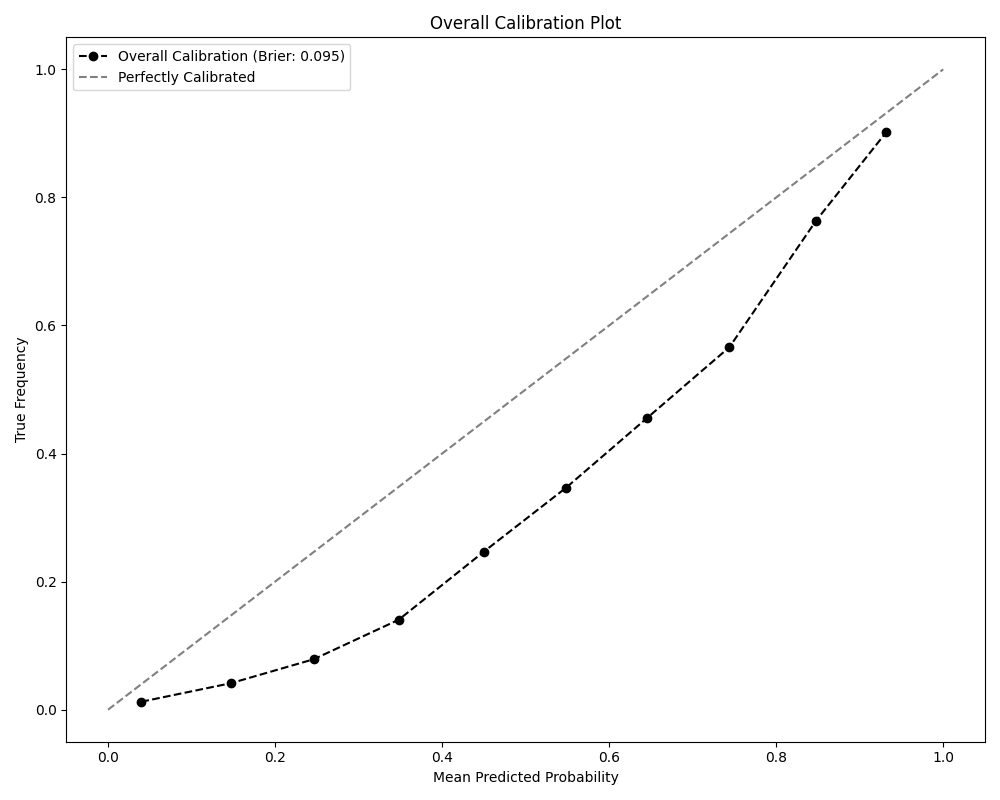 Overall Calibration Plot
Overall Calibration (Brier: 0.095)
Perfectly Calibrated
True Frequency
1.0
0.8
0.6
0.4
0.2
0.0
0.0 0.2 0.4 0.6 0.8 1.0
Mean Predicted Probability